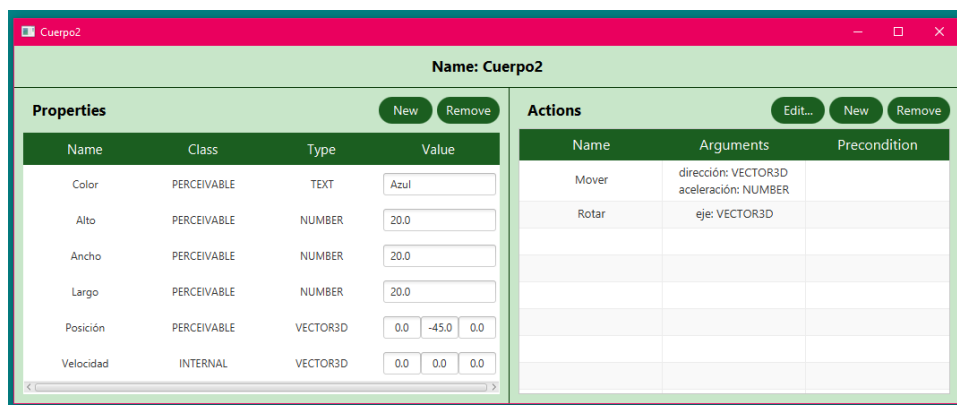 Cuerpo2
Name: Cuerpo2
Properties New Remove
Name Class Type Value
Color PERCEIVABLE TEXT Azul
Alto PERCEIVABLE NUMBER 20.0
Ancho PERCEIVABLE NUMBER 20.0
Largo PERCEIVABLE NUMBER 20.0
Posición PERCEIVABLE VECTOR3D 0.0 -45.0 0.0
Velocidad INTERNAL VECTOR3D 0.0 0.0 0.0
Actions Edit... New Remove
Name Arguments Precondition
Mover dirección: VECTOR3D
aceleración: NUMBER
Rotar eje: VECTOR3D